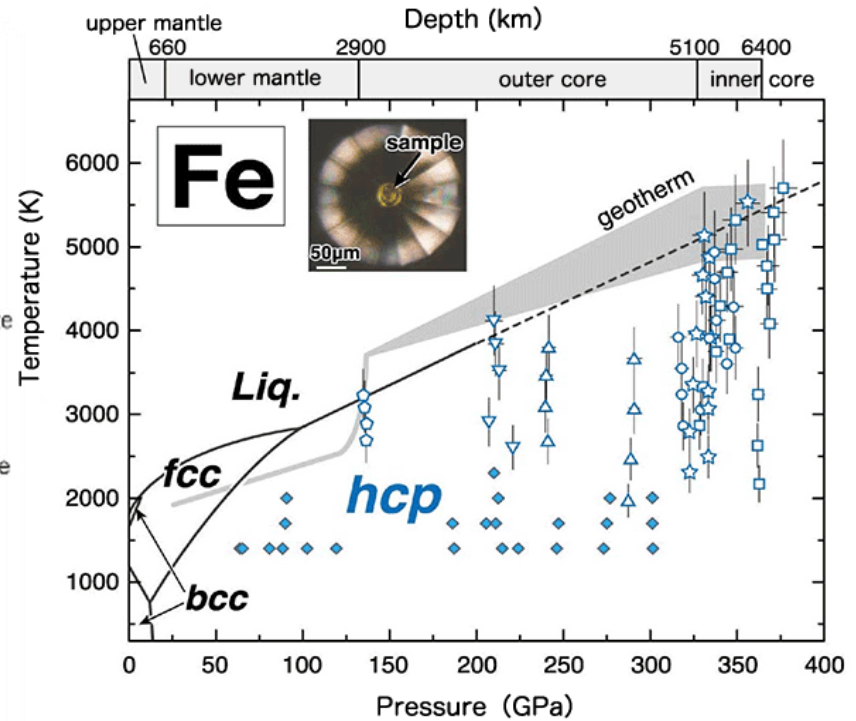 Depth (km)
upper mantle
660 2900 5100 6400
lower mantle outer core inner core
Fe
sample
50μm
geotherm
Temperature (K)
6000
5000
4000
3000
2000
1000
Liq.
fcc
hcp
bcc
0 50 100 150 200 250 300 350 400
Pressure (GPa)
e
e